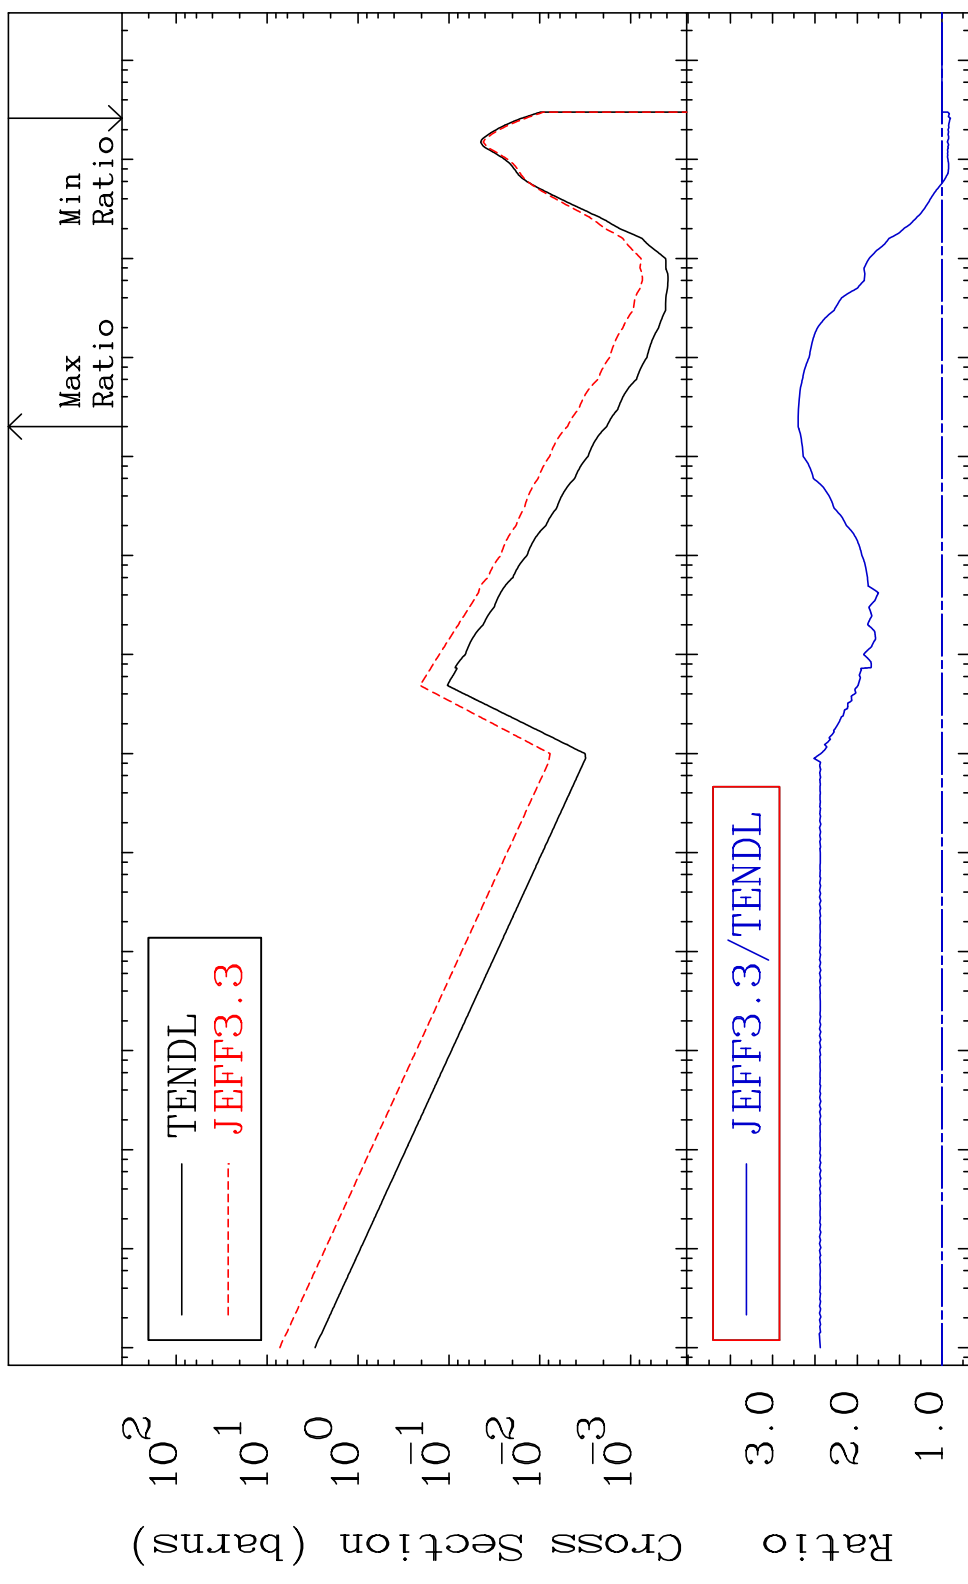 Max
Ratio
Min
Ratio
TENDL
JEFF3.3
10 2
10 1
10 0
10 -1
10 -2
10 -3
Cross Section (barns)
JEFF3.3/TENDL
3.0
2.0
1.0
Ratio